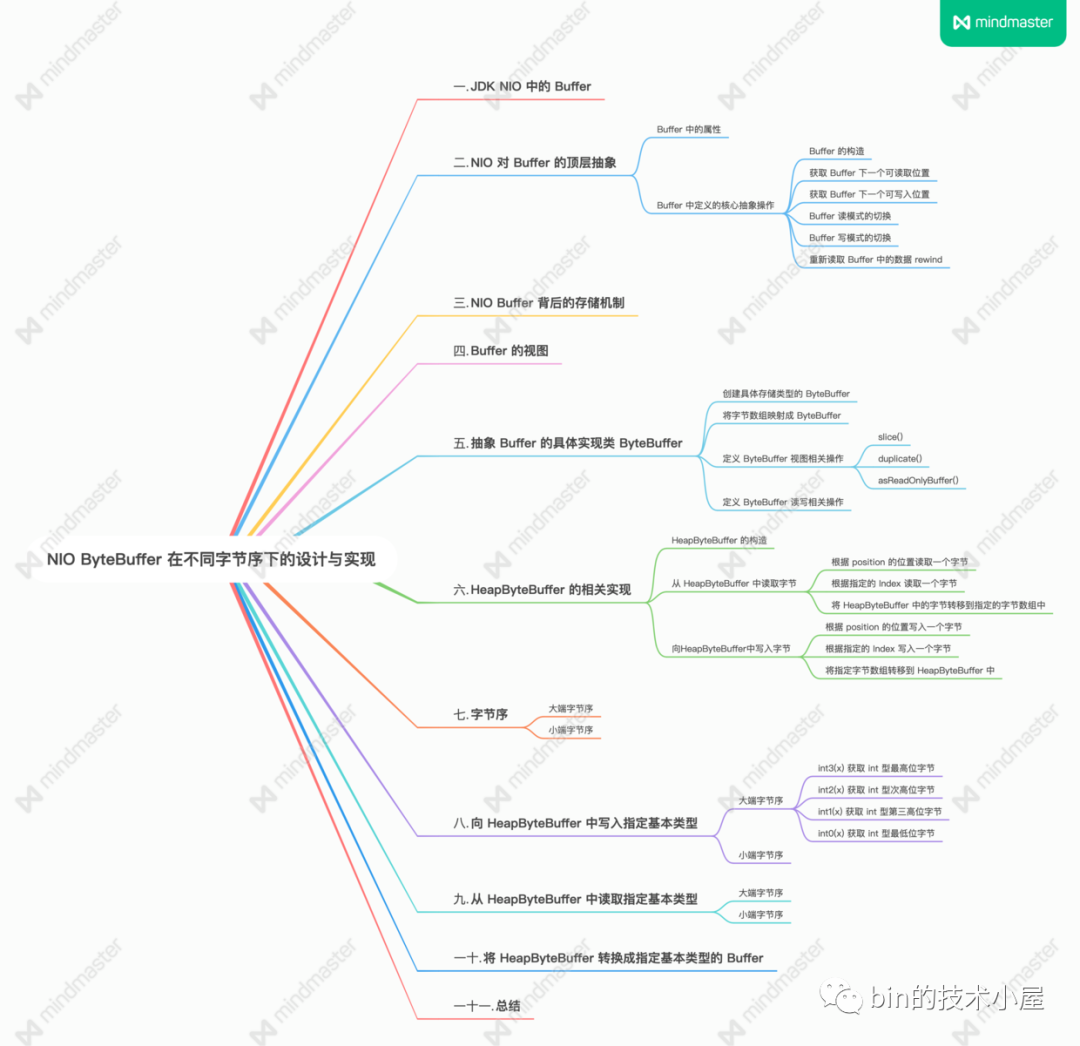 mindmaster
一.JDK NIO 中的 Buffer
二.NIO 对 Buffer 的顶层抽象
Buffer 中的属性
Buffer 中定义的核心抽象操作
Buffer 的构造
获取 Buffer 下一个可读取位置
获取 Buffer 下一个可写入位置
Buffer 读模式的切换
Buffer 写模式的切换
重新读取 Buffer 中的数据 rewind
三.NIO Buffer 背后的存储机制
四.Buffer 的视图
五.抽象 Buffer 的具体实现类 ByteBuffer
创建具体存储类型的 ByteBuffer
将字节数组映射成 ByteBuffer
定义 ByteBuffer 视图相关操作
slice()
duplicate()
asReadOnlyBuffer()
定义 ByteBuffer 读写相关操作
NIO ByteBuffer 在不同字节序下的设计与实现
六.HeapByteBuffer 的相关实现
HeapByteBuffer 的构造
从 HeapByteBuffer 中读取字节
根据 position 的位置读取一个字节
根据指定的 Index 读取一个字节
将 HeapByteBuffer 中的字节转移到指定的字节数组中
向HeapByteBuffer中写入字节
根据 position 的位置写入一个字节
根据指定的 Index 写入一个字节
将指定字节数组转移到 HeapByteBuffer 中
七.字节序
大端字节序
小端字节序
八.向 HeapByteBuffer 中写入指定基本类型
大端字节序
int3(x) 获取 int 型最高位字节
int2(x) 获取 int 型次高位字节
int1(x) 获取 int 型第三高位字节
int0(x) 获取 int 型最低位字节
小端字节序
九.从 HeapByteBuffer 中读取指定基本类型
大端字节序
小端字节序
一十.将 HeapByteBuffer 转换成指定基本类型的 Buffer
一十一.总结
bin的技术小屋